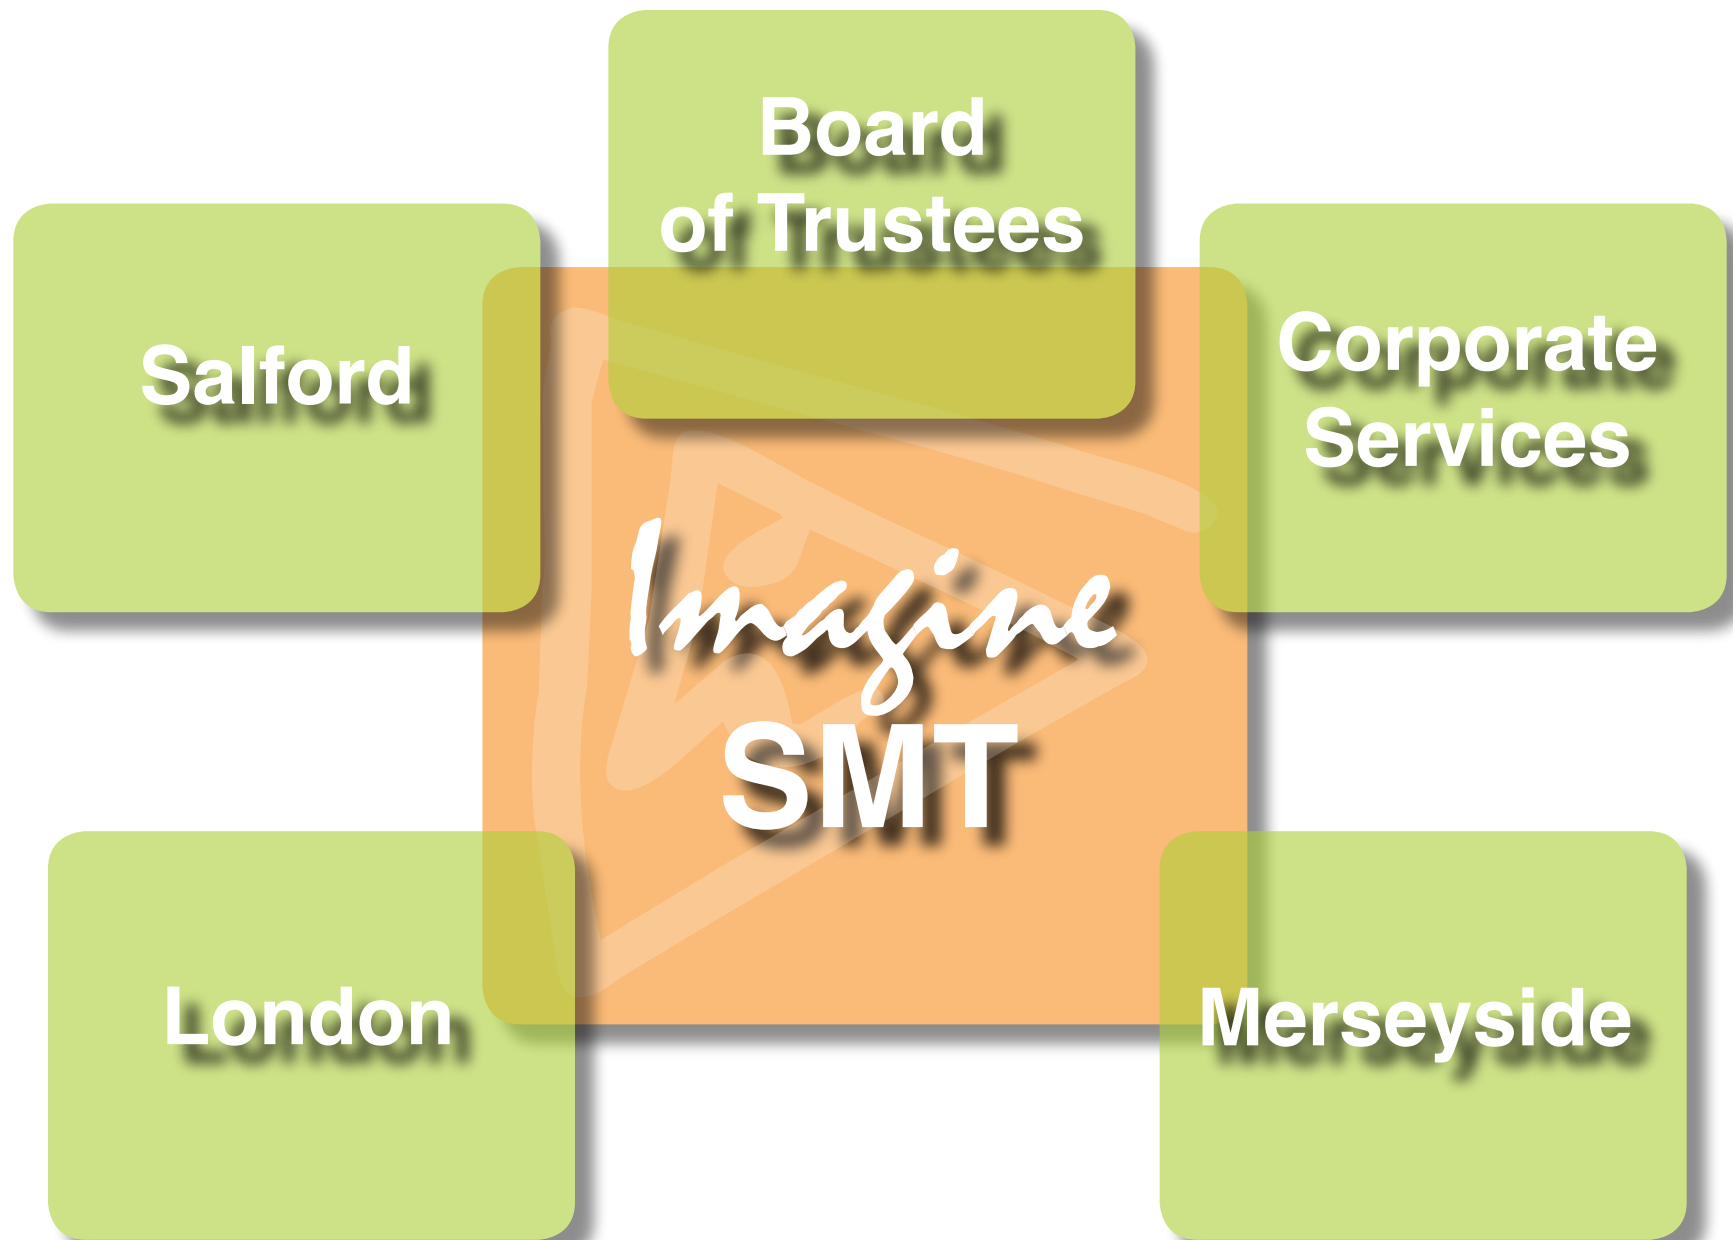 Board
of Trustees
Salford
Corporate
Services
Imagine
SMT
London
Merseyside